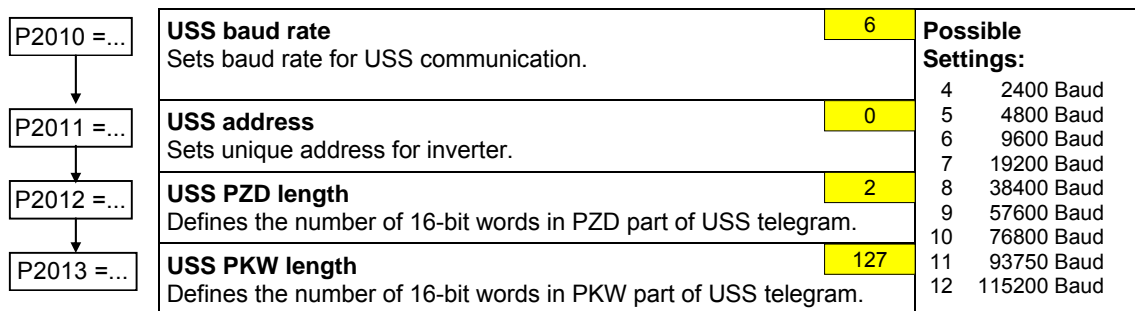 P2010 =...
USS baud rate 6
Sets baud rate for USS communication.
P2011 =...
USS address 0
Sets unique address for inverter.
P2012 =...
USS PZD length 2
Defines the number of 16-bit words in PZD part of USS telegram.
P2013 =...
USS PKW length 127
Defines the number of 16-bit words in PKW part of USS telegram.
Possible
Settings:
4 2400 Baud
5 4800 Baud
6 9600 Baud
7 19200 Baud
8 38400 Baud
9 57600 Baud
10 76800 Baud
11 93750 Baud
12 115200 Baud